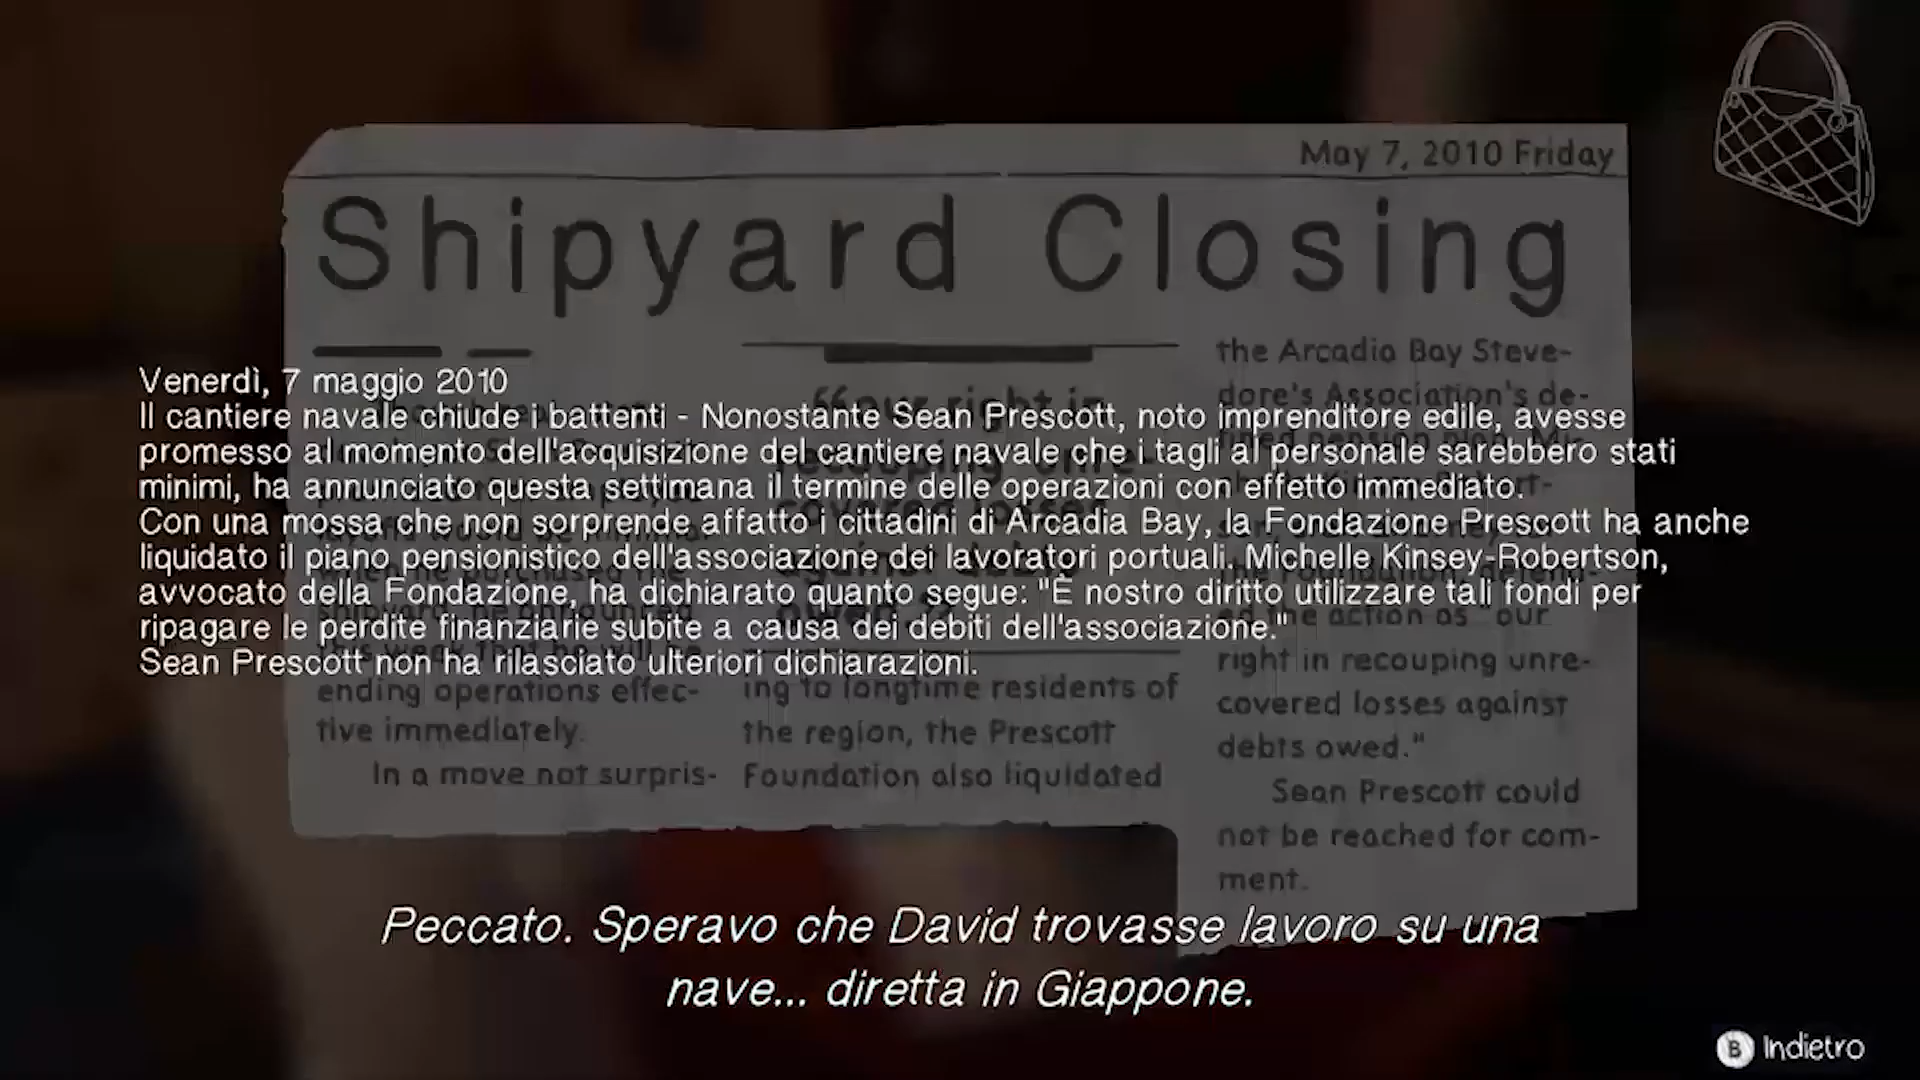 May 7, 2010 Friday
Shipyard Closing
Venerdì, 7 maggio 2010
Il cantiere navale chiude i battenti - Nonostante Sean Prescott, noto imprenditore edile, avesse
promesso al momento dell'acquisizione del cantiere navale che i tagli al personale sarebbero stati
minimi, ha annunciato questa settimana il termine delle operazioni con effetto immediato.
Con una mossa che non sorprende affatto i cittadini di Arcadia Bay, la Fondazione Prescott ha anche
liquidato il piano pensionistico dell'associazione dei lavoratori portuali. Michelle Kinsey-Robertson,
avvocato della Fondazione, ha dichiarato quanto segue: "È nostro diritto utilizzare tali fondi per
ripagare le perdite finanziarie subite a causa dei debiti dell'associazione."
Sean Prescott non ha rilasciato ulteriori dichiarazioni.
ending operations effec-
tive immediately.
In a move not surpris-
ing to longtime residents of
the region, the Prescott
Foundation also liquidated
the Arcadia Bay Steve-
dore's Association's de-
ed the action as "our
right in recouping unre-
covered losses against
debts owed."
Sean Prescott could
not be reached for com-
ment.
Peccato. Speravo che David trovasse lavoro su una
nave... diretta in Giappone.
B Indietro